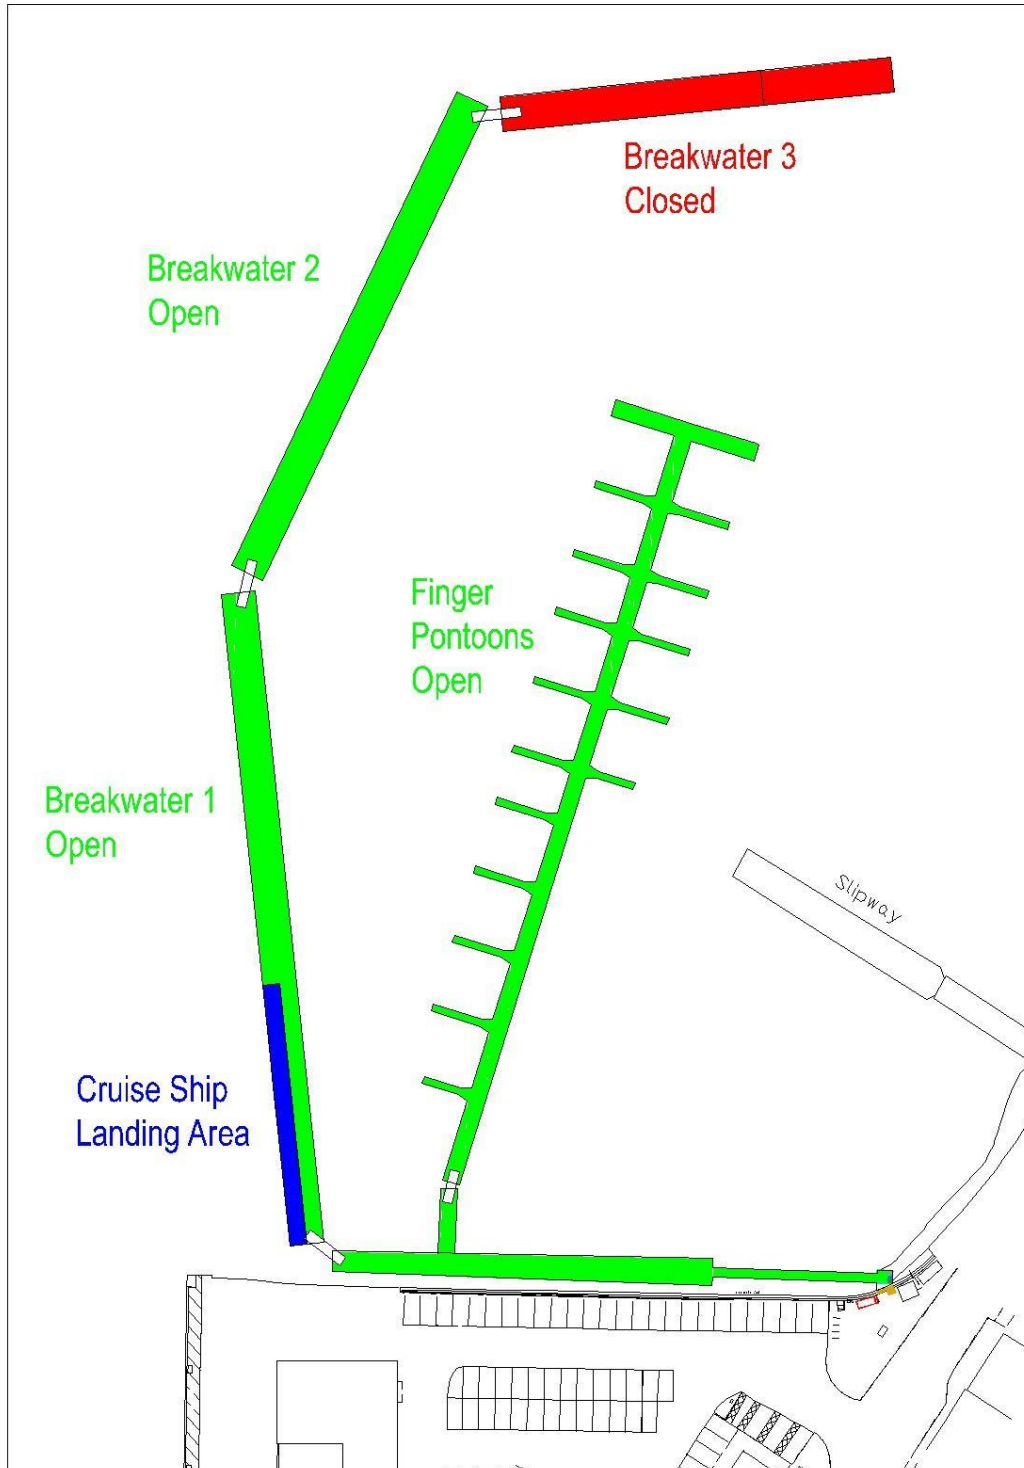 Breakwater 3
Closed
Breakwater 2
Open
Finger
Pontoons
Open
Breakwater 1
Open
Slipway
Cruise Ship
Landing Area